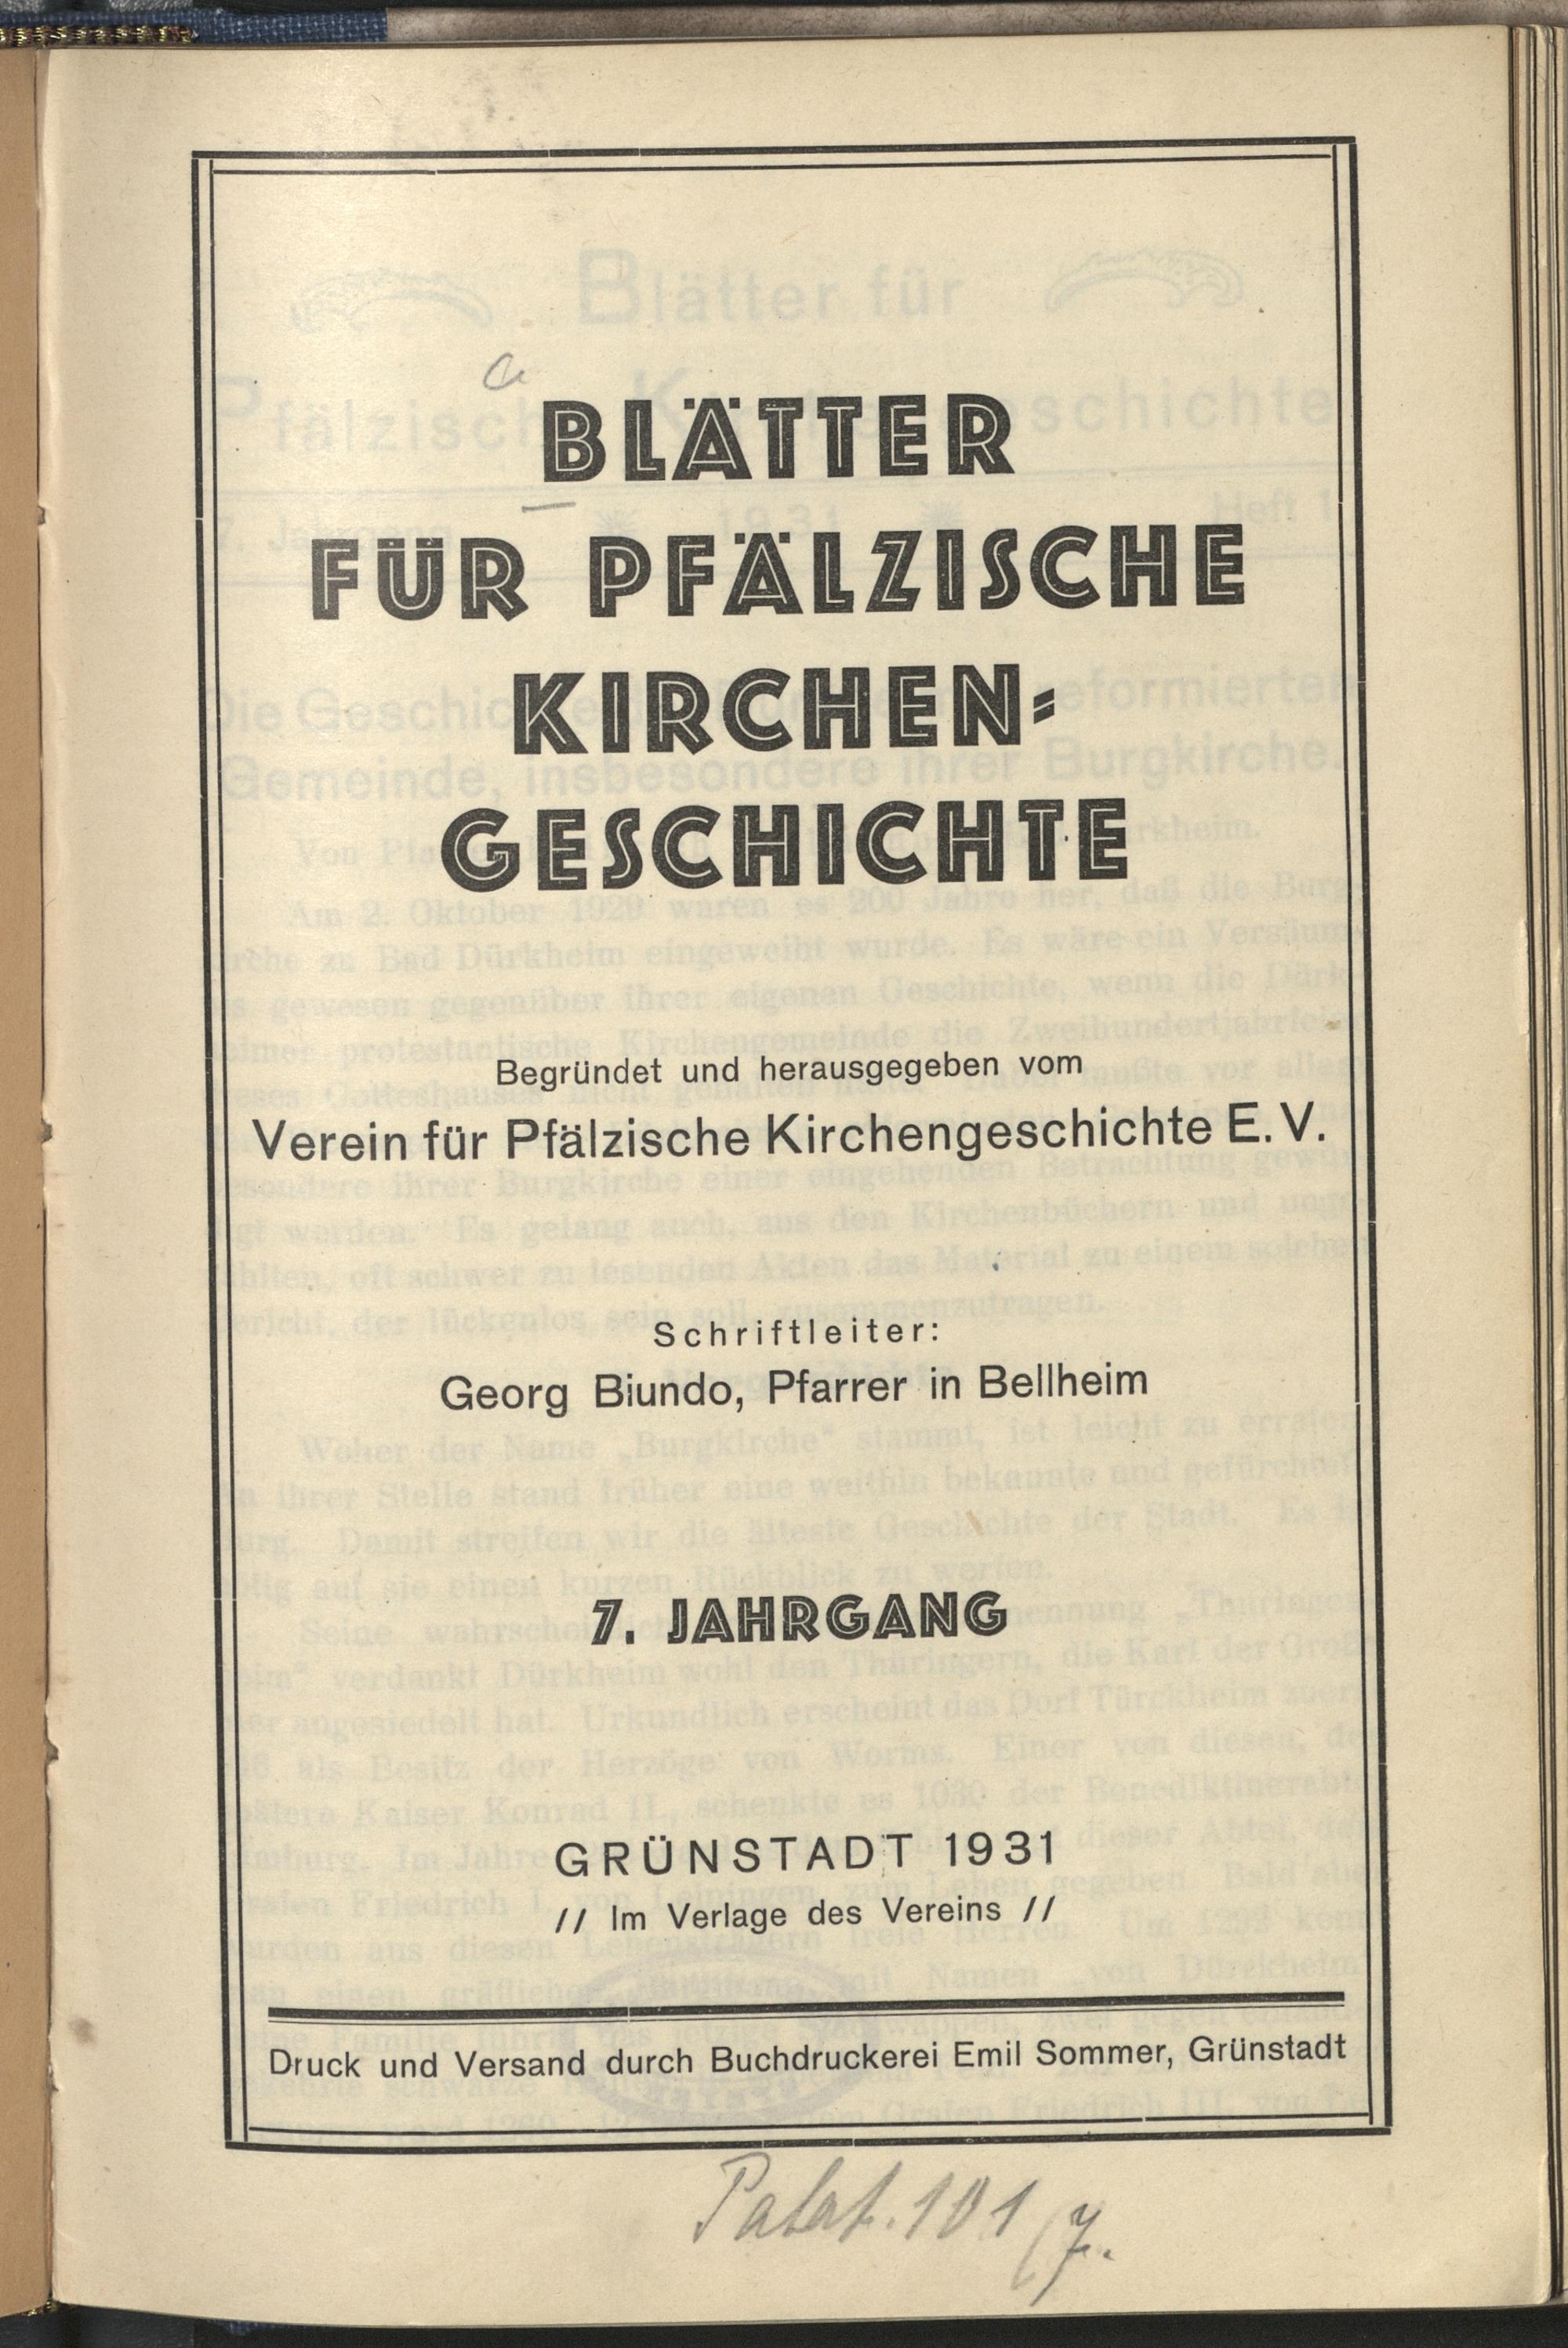 a
BLÄTTER
FÜR PFÄLZISCHE
KIRCHEN=
GESCHICHTE
Begründet und herausgegeben vom
Verein für Pfälzische Kirchengeschichte E.V.
Schriftleiter:
Georg Biundo, Pfarrer in Bellheim
7. JAHRGANG
GRÜNSTADT 1931
// Im Verlage des Vereins //
Druck und Versand durch Buchdruckerei Emil Sommer, Grünstadt
Palat. 101/7.